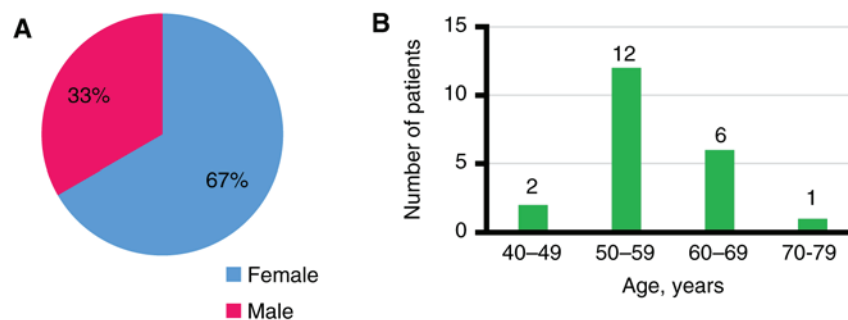 A
33%
67%
Female
Male
B
Number of patients
15
10
5
0
2
12
6
1
40–49
50–59
60–69
70-79
Age, years